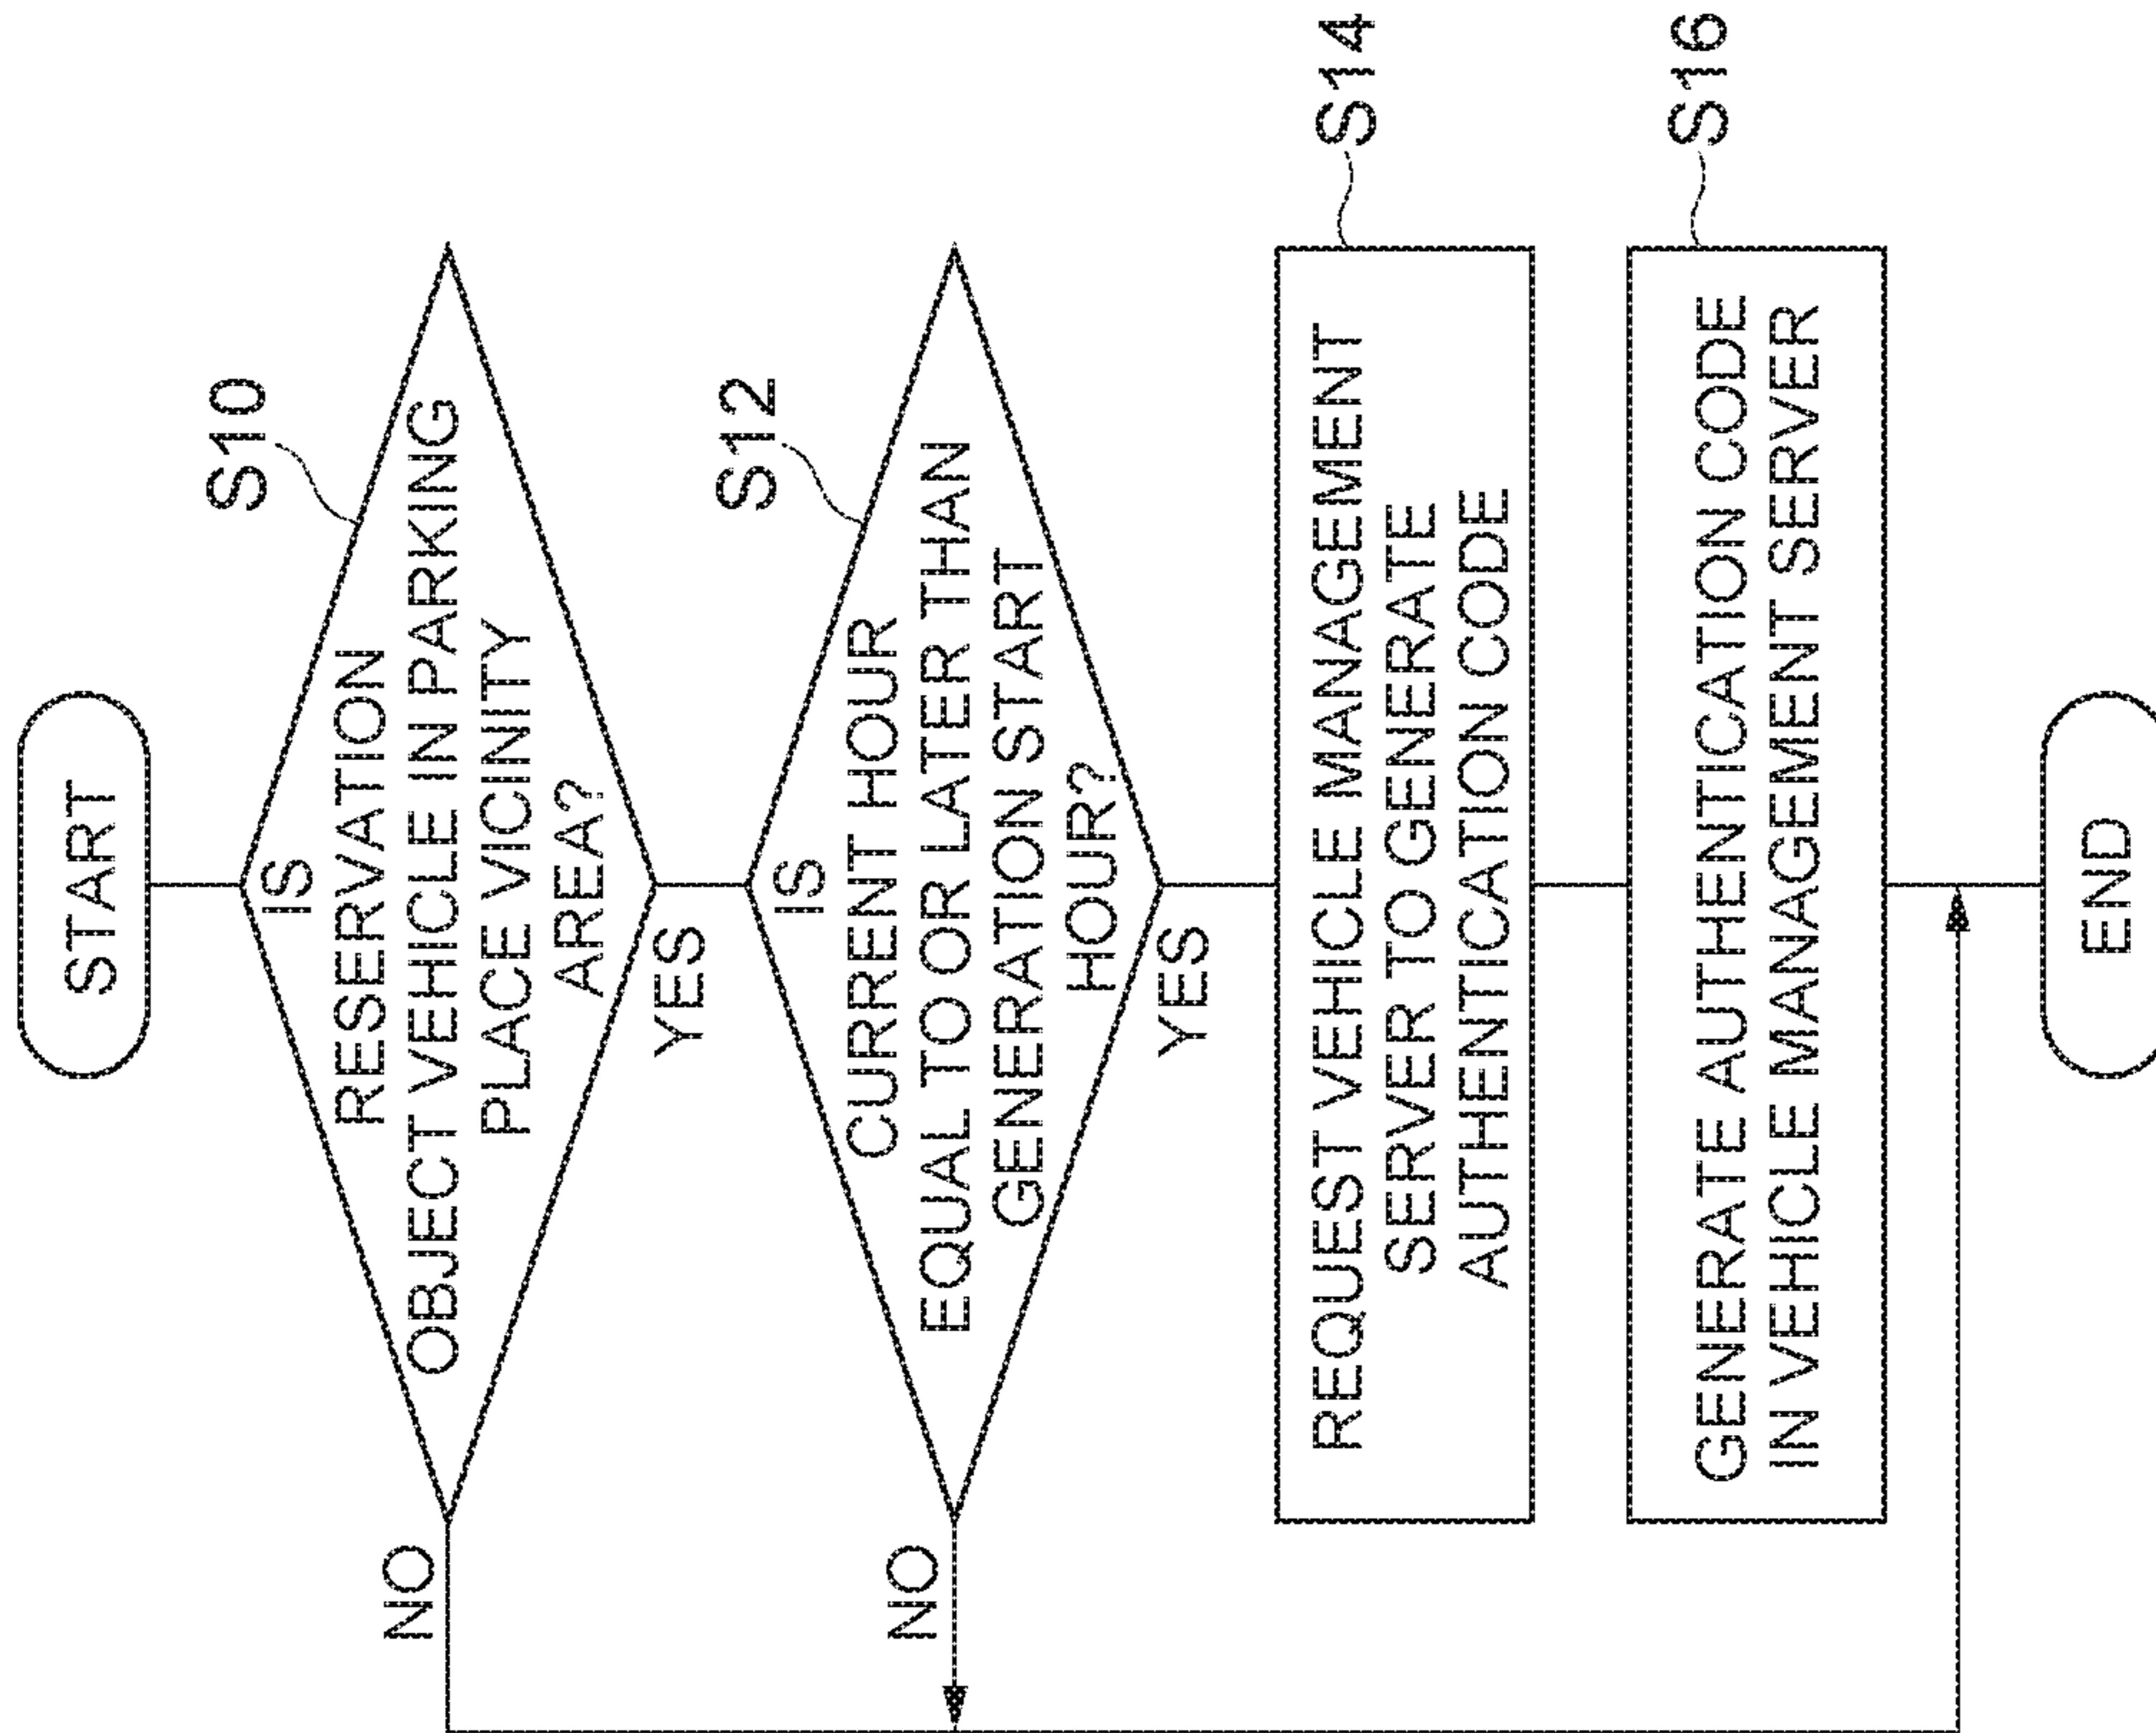 START
S10
IS
RESERVATION
OBJECT VEHICLE IN PARKING
PLACE VICINITY
AREA?
NO
YES
S12
IS
CURRENT HOUR
EQUAL TO OR LATER THAN
GENERATION START
HOUR?
NO
YES
S14
REQUEST VEHICLE MANAGEMENT
SERVER TO GENERATE
AUTHENTICATION CODE
S16
GENERATE AUTHENTICATION CODE
IN VEHICLE MANAGEMENT SERVER
END